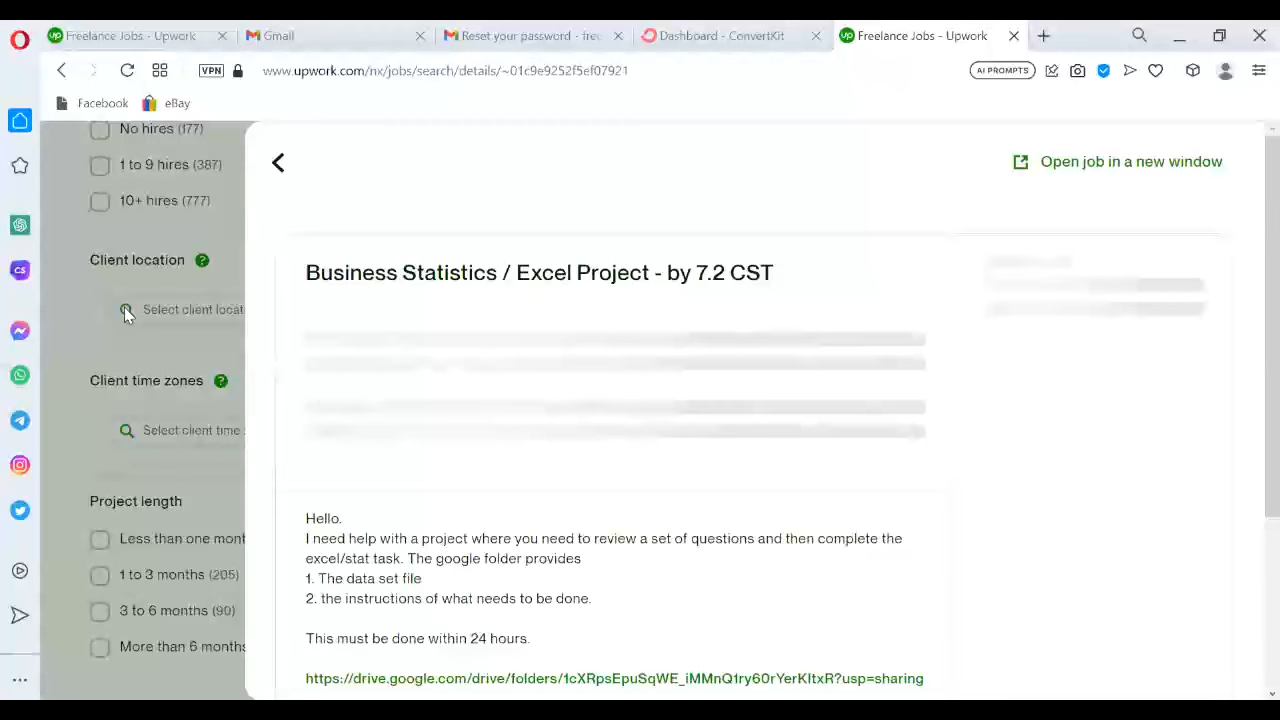 Freelance Jobs - Upwork
Gmail
Reset your password - free
Dashboard - ConvertKit
Freelance Jobs - Upwork
VPN
www.upwork.com/nx/jobs/search/details/~01c9e9252f5ef07921
AI PROMPTS
Facebook
eBay
No hires (177)
1 to 9 hires (387)
10+ hires (777)
Client location
Select client locat
Client time zones
Select client time
Project length
Less than one mont
1 to 3 months (205)
3 to 6 months (90)
More than 6 months
Open job in a new window
Business Statistics / Excel Project - by 7.2 CST
Hello.
I need help with a project where you need to review a set of questions and then complete the
excel/stat task. The google folder provides
1. The data set file
2. the instructions of what needs to be done.
This must be done within 24 hours.
https://drive.google.com/drive/folders/1cXRpsEpuSqWE_iMMnQ1ry60rYerKItxR?usp=sharing